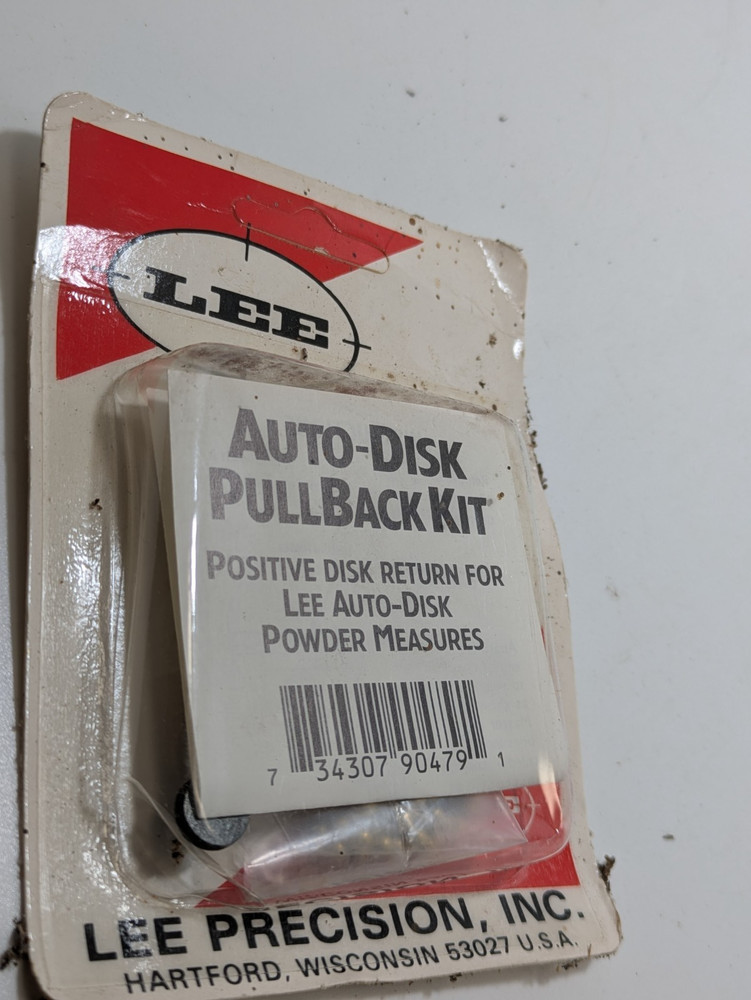 LEE
AUTO-DISK
PULLBACK KIT
POSITIVE DISK RETURN FOR
LEE AUTO-DISK
POWDER MEASURES
7 34307 90479 1
LEE PRECISION, INC.
HARTFORD, WISCONSIN 53027 U.S.A.